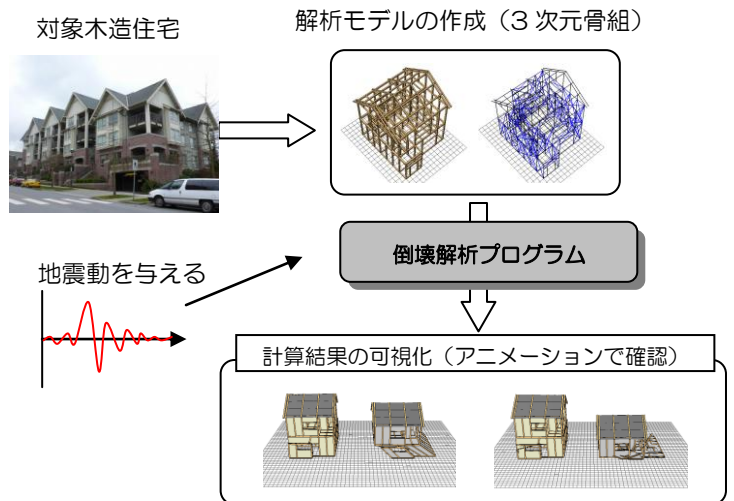 対象木造住宅
解析モデルの作成（3 次元骨組）
倒壊解析プログラム
地震動を与える
計算結果の可視化（アニメーションで確認）